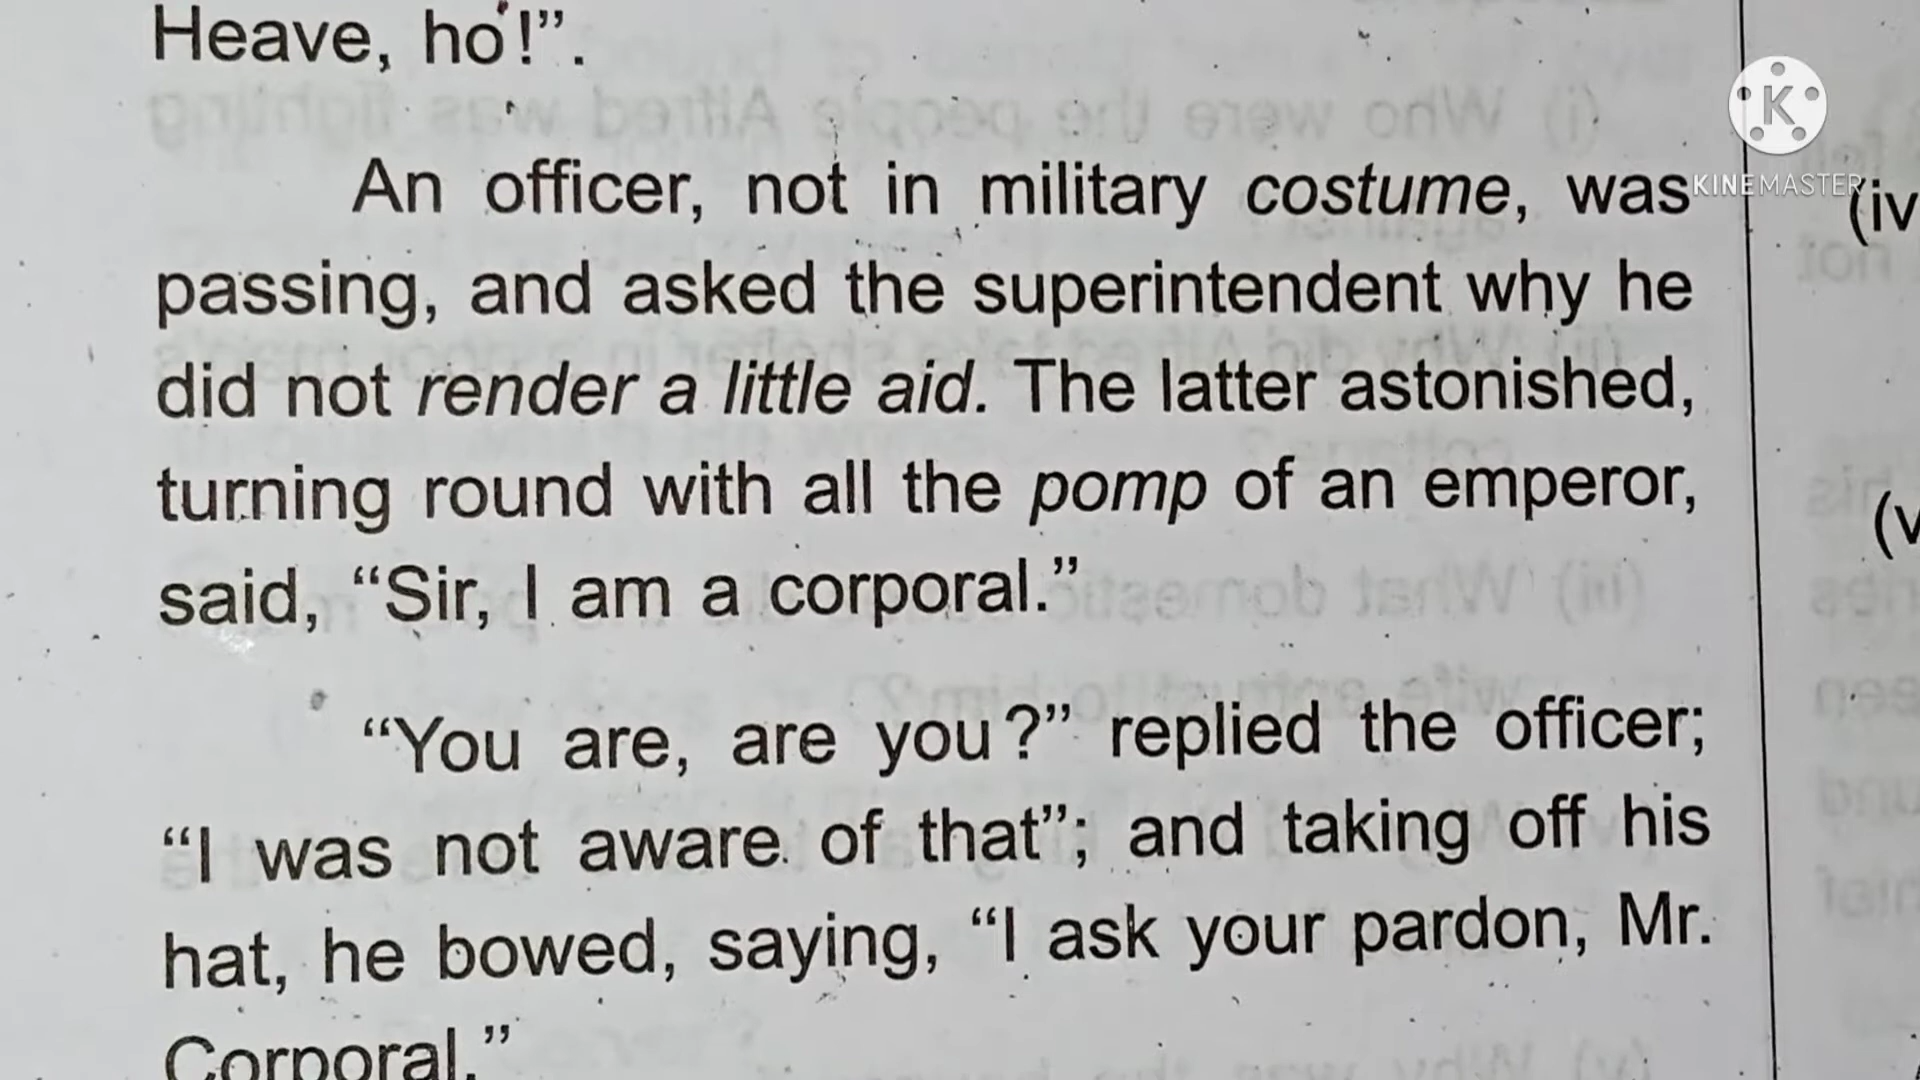 Heave, ho!”.
An officer, not in military costume, was
passing, and asked the superintendent why he
did not render a little aid. The latter astonished,
turning round with all the pomp of an emperor,
said, “Sir, I am a corporal.”
“You are, are you?” replied the officer;
“I was not aware of that”; and taking off his
hat, he bowed, saying, “I ask your pardon, Mr.
Corporal.”
KINEMASTER
(iv
(v